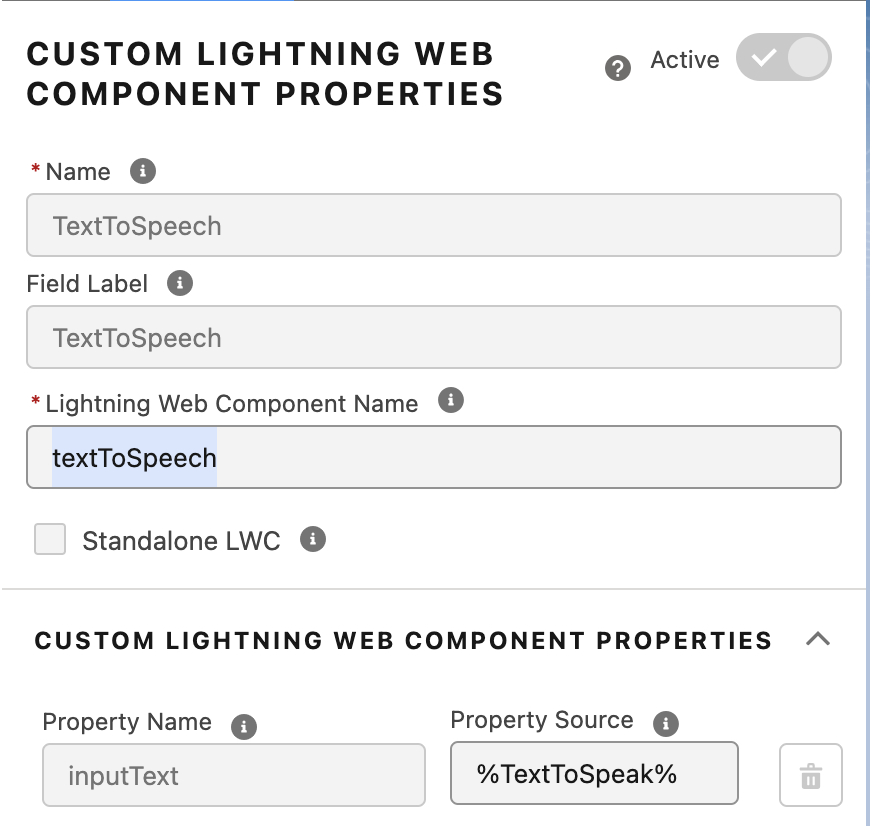 CUSTOM LIGHTNING WEB
COMPONENT PROPERTIES
? Active
* Name i
TextToSpeech
Field Label i
TextToSpeech
* Lightning Web Component Name i
textToSpeech
Standalone LWC i
CUSTOM LIGHTNING WEB COMPONENT PROPERTIES
Property Name i Property Source i
inputText %TextToSpeak%